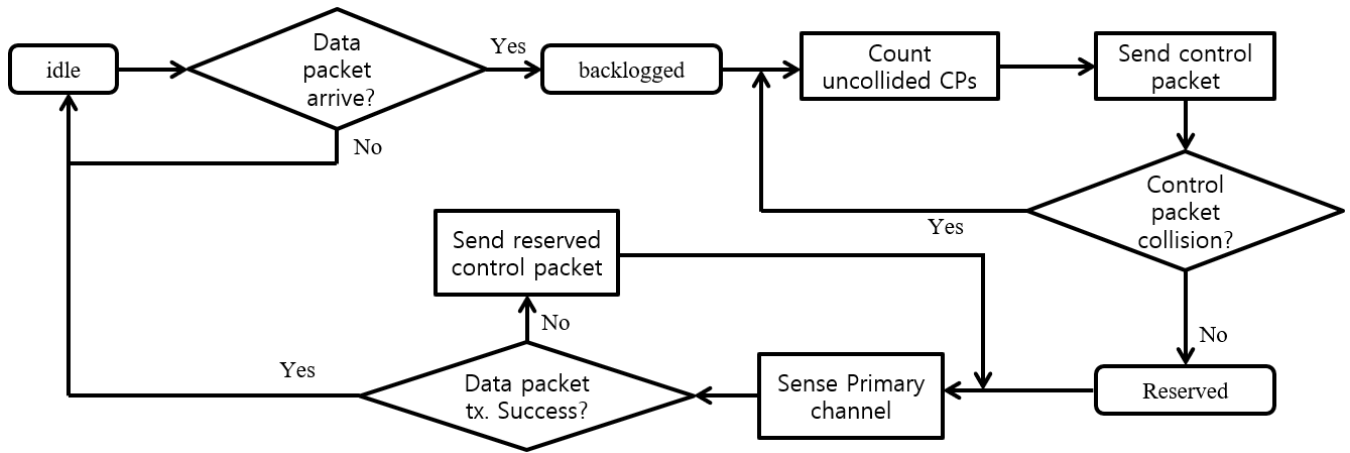 idle
Data
packet
arrive?
Yes
No
backlogged
Count
uncollided CPs
Send control
packet
Control
packet
collision?
Yes
No
Reserved
Sense Primary
channel
Data packet
tx. Success?
No
Send reserved
control packet
Yes